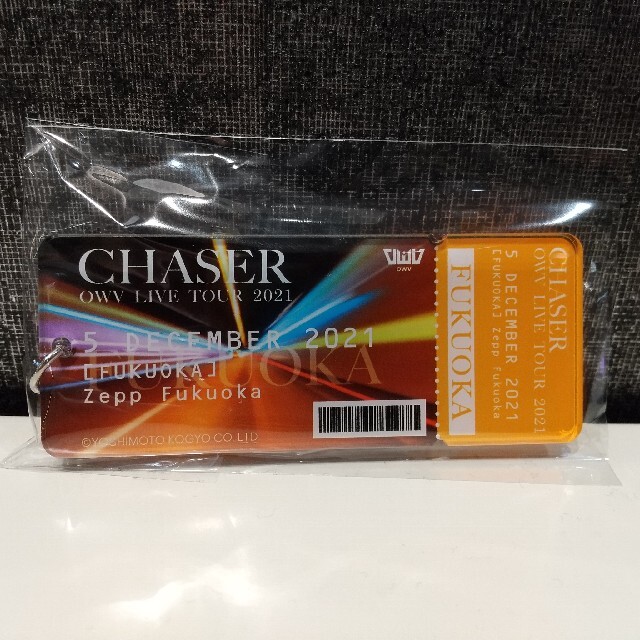 CHASER
OWV LIVE TOUR 2021
5 DECEMBER 2021
[FUKUOKA]
Zepp Fukuoka
FUKUOKA
©YOSHIMOTO KOGYO CO LTD
OWV
CHASER
OWV LIVE TOUR 2021
5 DECEMBER 2021
[FUKUOKA] Zepp Fukuoka
FUKUOKA